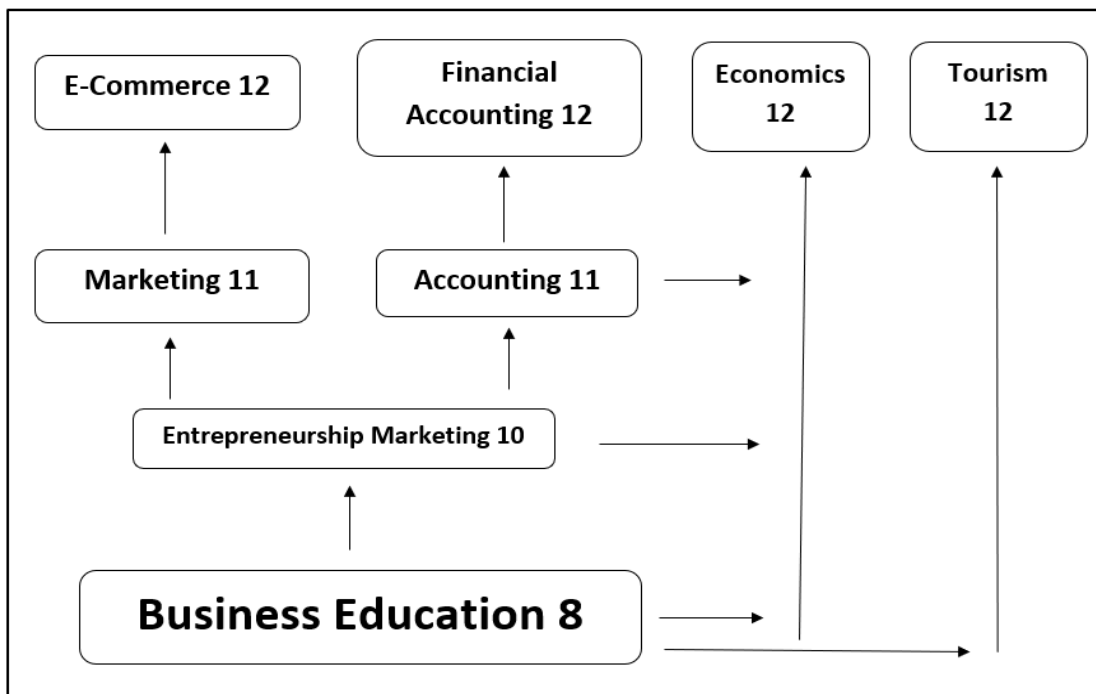 E-Commerce 12
Financial
Accounting 12
Economics
12
Tourism
12
Marketing 11
Accounting 11
Entrepreneurship Marketing 10
Business Education 8